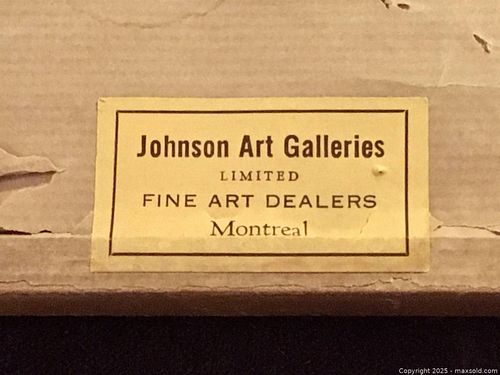 Johnson Art Galleries
LIMITED
FINE ART DEALERS
Montreal
Copyright 2025 - maxsold.com